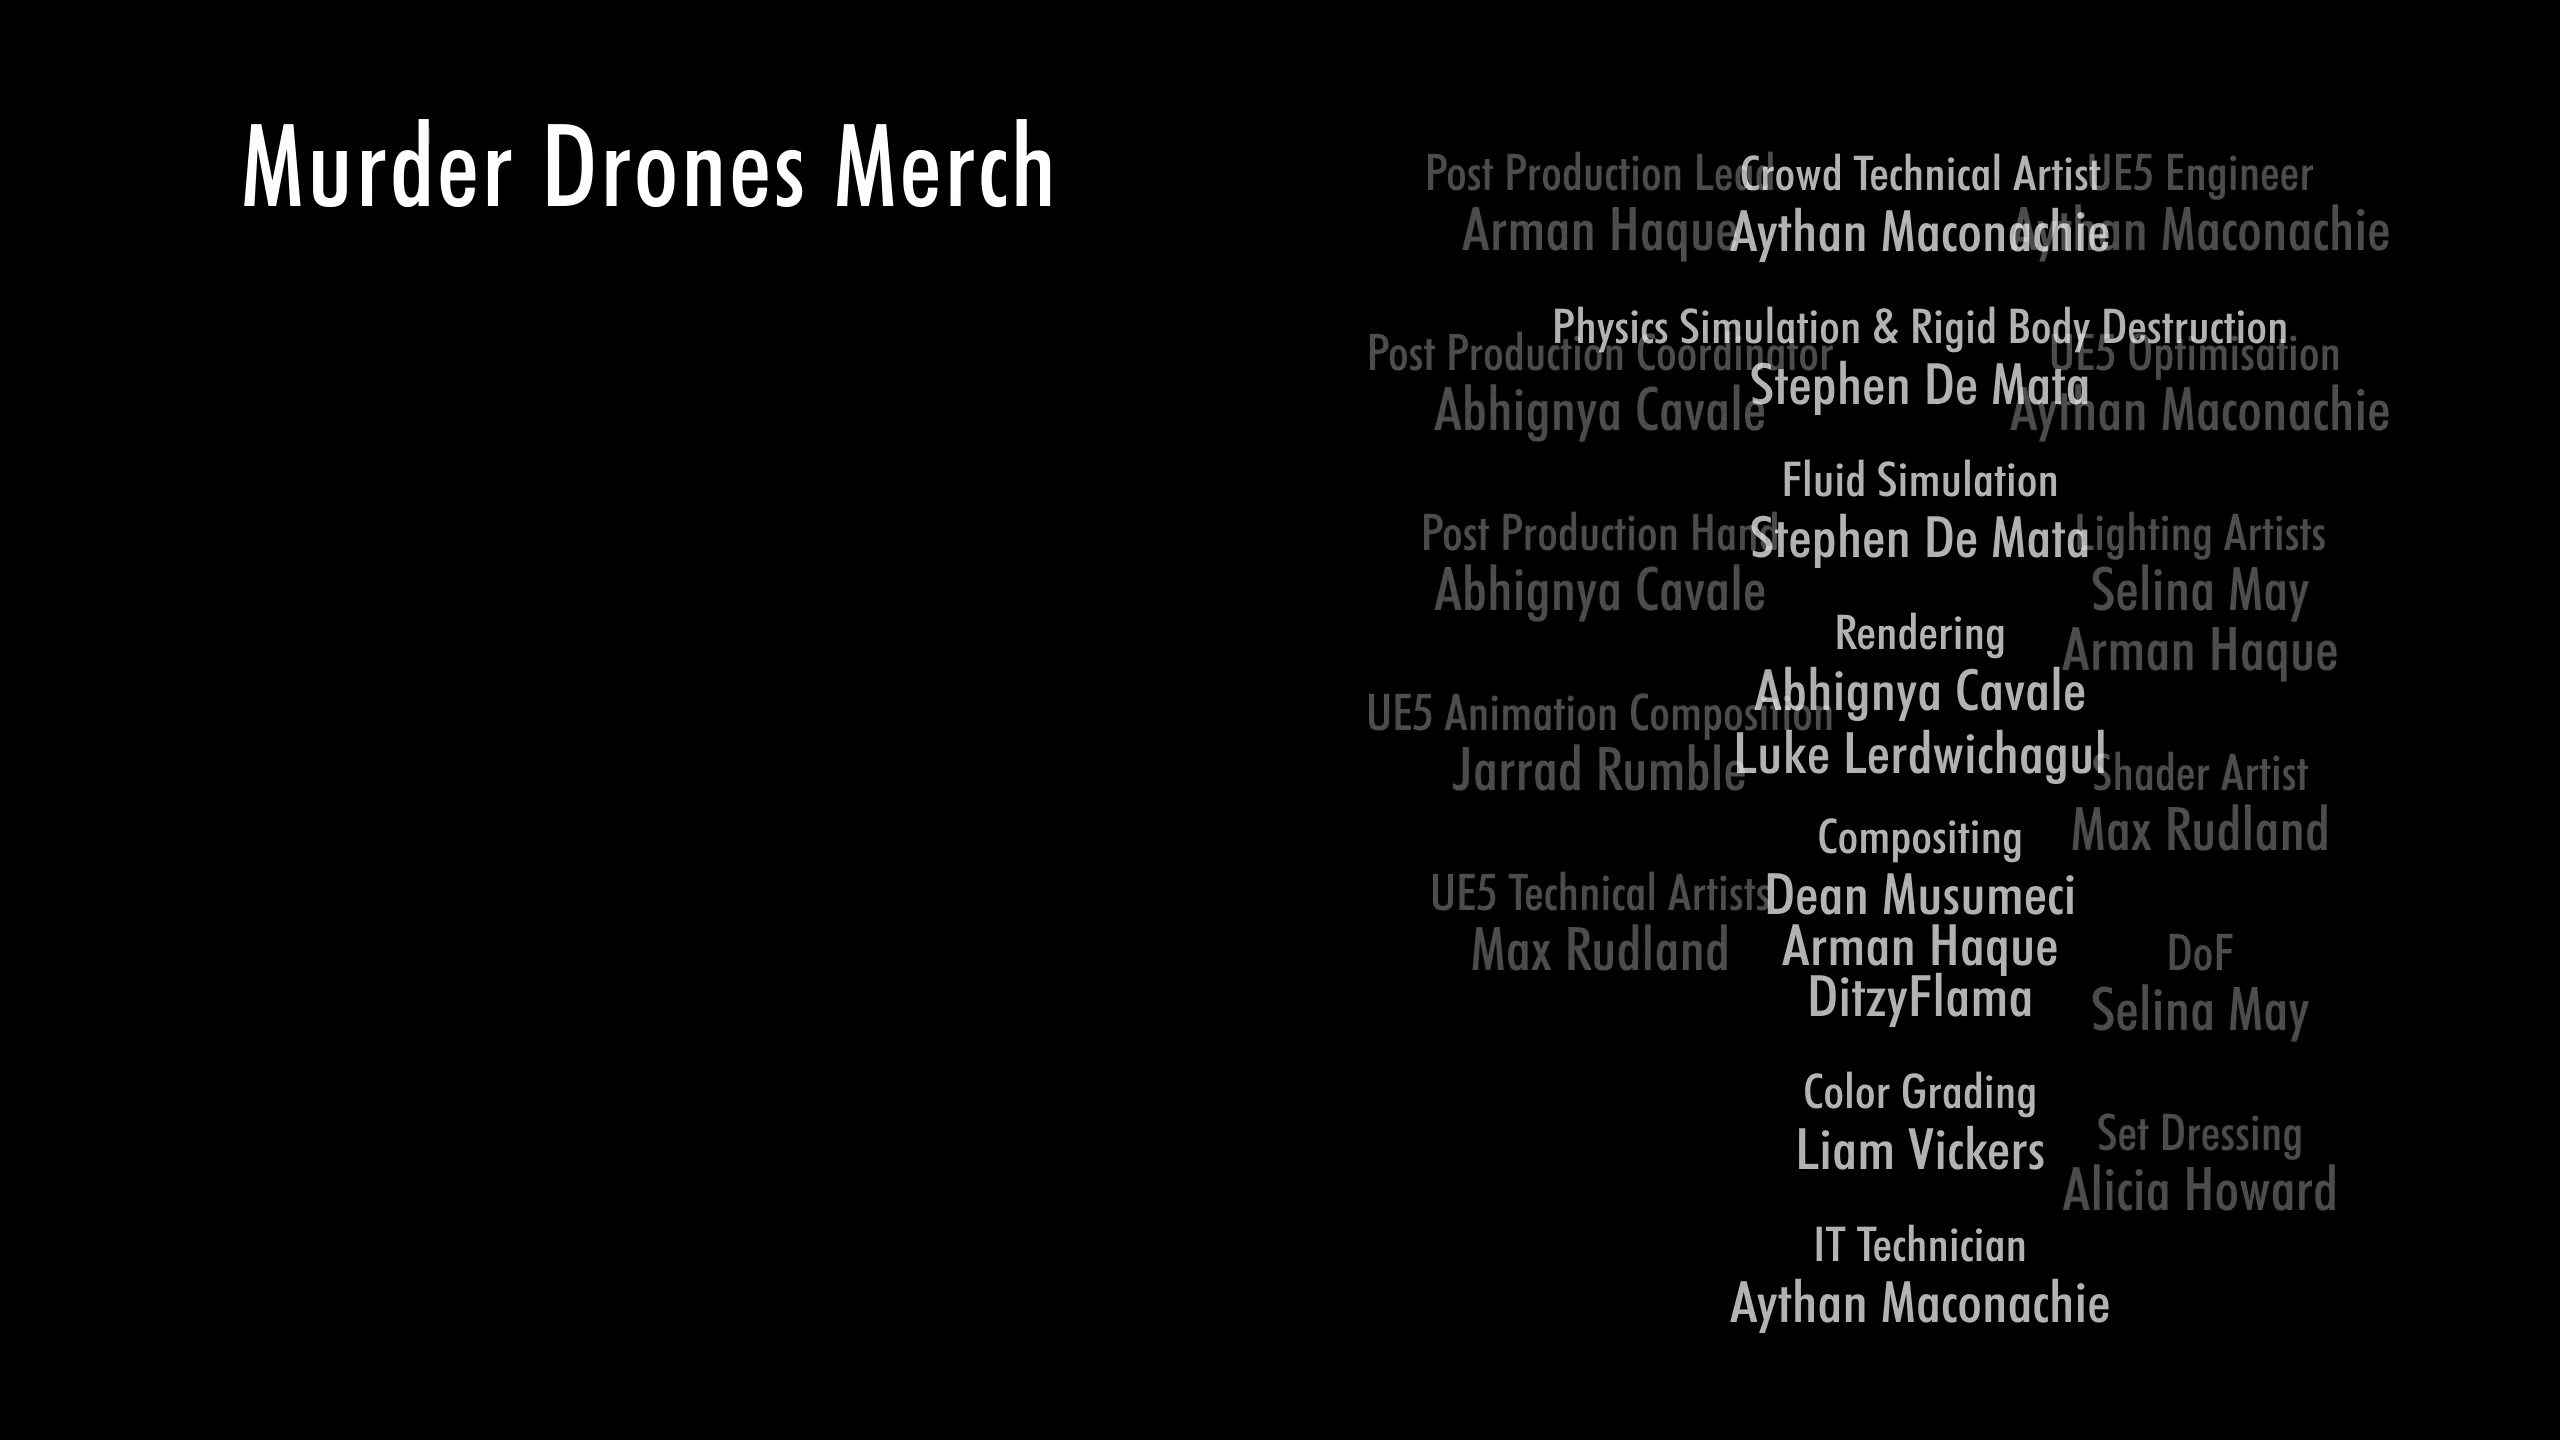 Murder Drones Merch
Crowd Technical Artist
Aythan Maconachie
Physics Simulation & Rigid Body Destruction
Stephen De Mata
Fluid Simulation
Stephen De Mata
Rendering
Abhignya Cavale
Luke Lerdwichagul
Compositing
Dean Musumeci
Arman Haque
DitzyFlama
Color Grading
Liam Vickers
IT Technician
Aythan Maconachie
Post Production Lead
Arman Haque
Post Production Coordinator
Abhignya Cavale
Post Production Hand
Abhignya Cavale
UE5 Animation Composition
Jarrad Rumble
UE5 Technical Artists
Max Rudland
UE5 Engineer
Aythan Maconachie
UE5 Optimisation
Aythan Maconachie
Lighting Artists
Selina May
Arman Haque
Shader Artist
Max Rudland
DoF
Selina May
Set Dressing
Alicia Howard